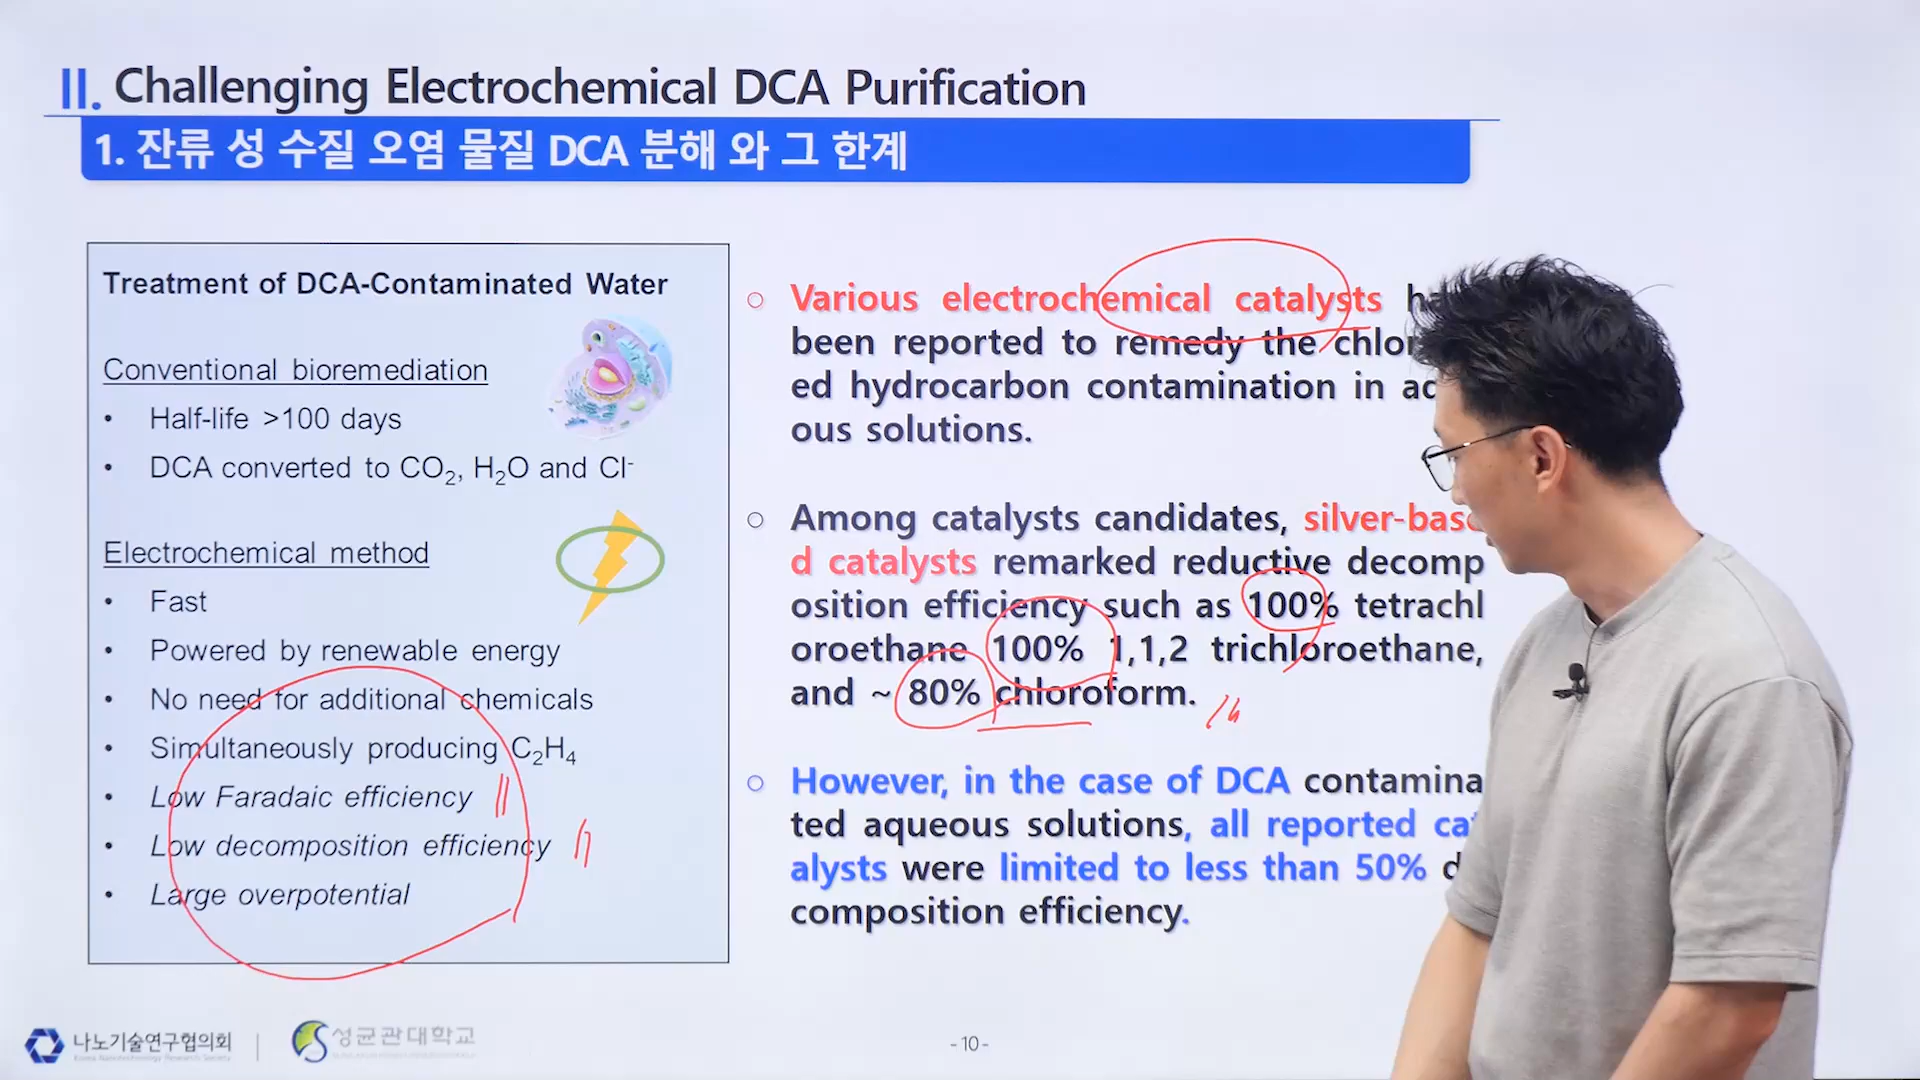 II. Challenging Electrochemical DCA Purification
1. 잔류 성 수질 오염 물질 DCA 분해 와 그 한계
Treatment of DCA-Contaminated Water
Conventional bioremediation
• Half-life >100 days
• DCA converted to CO₂, H₂O and Cl⁻
Electrochemical method
• Fast
• Powered by renewable energy
• No need for additional chemicals
• Simultaneously producing C₂H₄
• Low Faradaic efficiency
• Low decomposition efficiency
• Large overpotential
○ Various electrochemical catalysts
been reported to remedy the
ed hydrocarbon contamination in
ous solutions.
○ Among catalysts candidates, silver-base
d catalysts remarked reductive decomp
osition efficiency such as 100% tetrachl
oroethane 100% 1,1,2 trichloroethane,
and ~ 80% chloroform.
○ However, in the case of DCA contamina
ted aqueous solutions, all reported cat
alysts were limited to less than 50%
composition efficiency.
나노기술연구협의회
성균관대학교
-10-